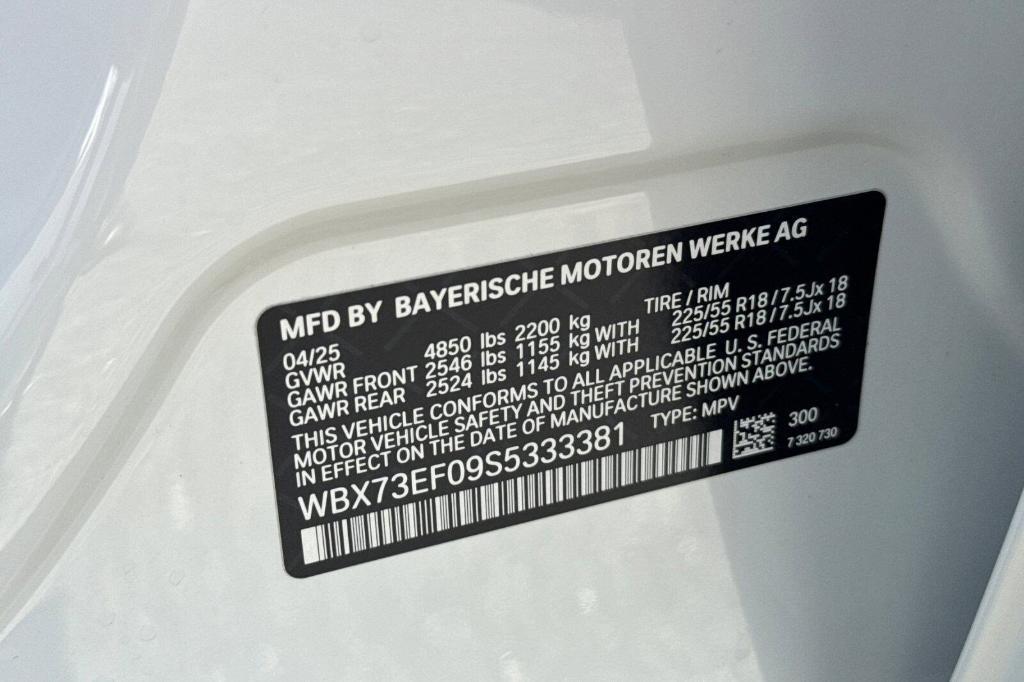 MFD BY BAYERISCHE MOTOREN WERKE AG
04/25 TIRE / RIM
GVWR 4850 lbs 2200 kg
GAWR FRONT 2546 lbs 1155 kg WITH 225/55 R18 / 7.5Jx 18
GAWR REAR 2524 lbs 1145 kg WITH 225/55 R18 / 7.5Jx 18
THIS VEHICLE CONFORMS TO ALL APPLICABLE U. S. FEDERAL
MOTOR VEHICLE SAFETY AND THEFT PREVENTION STANDARDS
IN EFFECT ON THE DATE OF MANUFACTURE SHOWN ABOVE.
WBX73EF09S5333381 TYPE: MPV
300
7 320 730